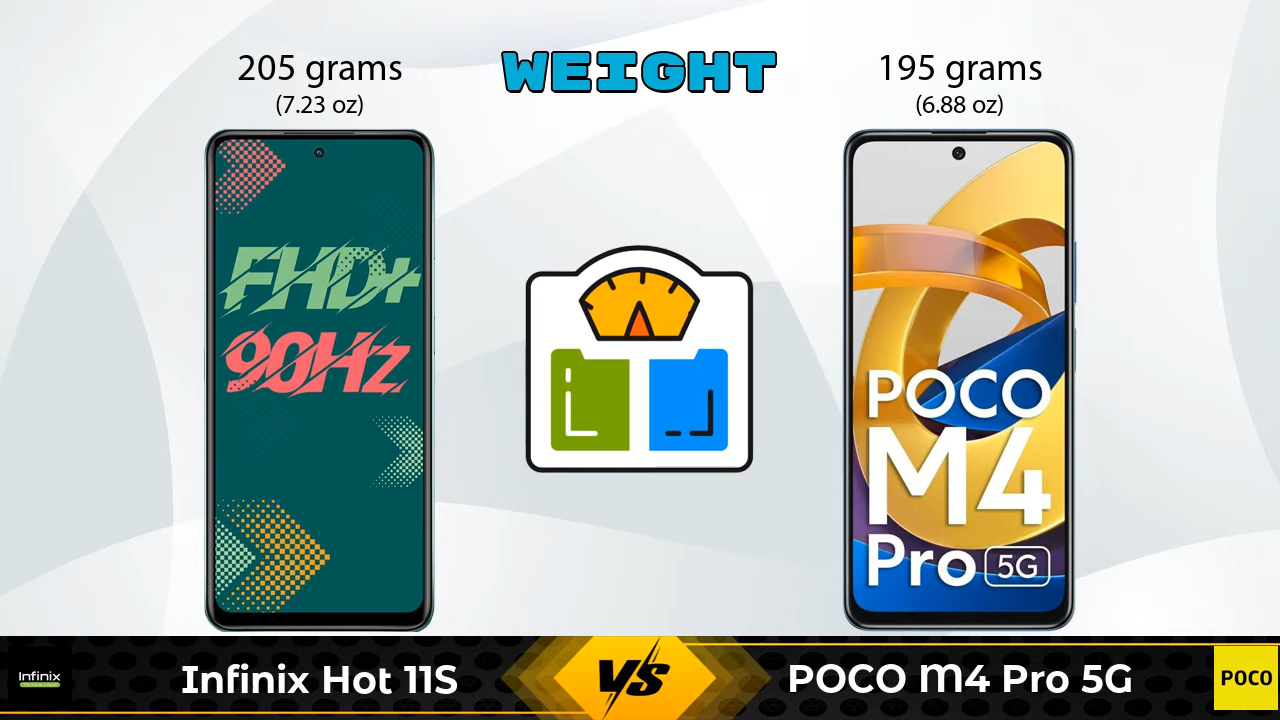 WEIGHT
205 grams
(7.23 oz)
195 grams
(6.88 oz)
FHD+
90Hz
POCO
M4
Pro 5G
Infinix
Infinix Hot 11S
VS
POCO M4 Pro 5G
POCO